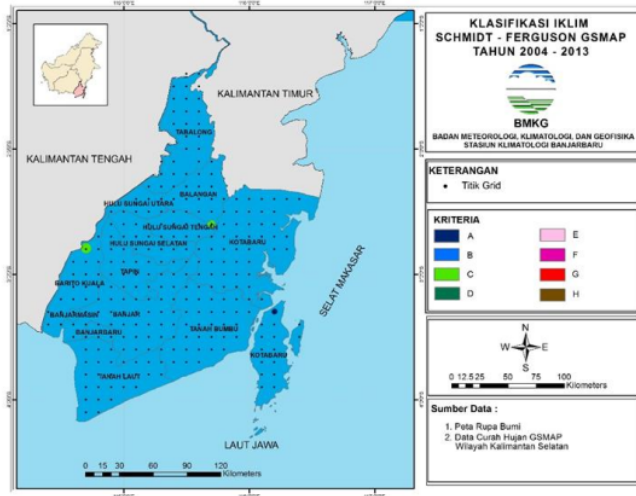 KLASIFIKASI IKLIM
SCHMIDT - FERGUSON GSMAP
TAHUN 2004 - 2013
BMKG
BADAN METEOROLOGI, KLIMATOLOGI, DAN GEOFISIKA
STASIUN KLIMATOLOGI BANJARBARU
KETERANGAN
Titik Grid
KRITERIA
A
E
B
F
C
G
D
H
N
W
E
S
0 12.5 25 50 75 100
Kilometers
Sumber Data :
1. Peta Rupa Bumi
2. Data Curah Hujan GSMAP
Wilayah Kalimantan Selatan
KALIMANTAN TIMUR
TABALONG
KALIMANTAN TENGAH
BALANGAN
HULU SUNGAI UTARA
HULU SUNGAI TENGAH
HULU SUNGAI SELATAN
KOTABARU
TAPIN
BARITO KUALA
SELAT MAKASAR
BANJARMASIN
BANJAR
BANJARBARU
TANAH BUMBU
KOTABARU
TANAH LAUT
LAUT JAWA
0 15 30 60 90 120
Kilometers